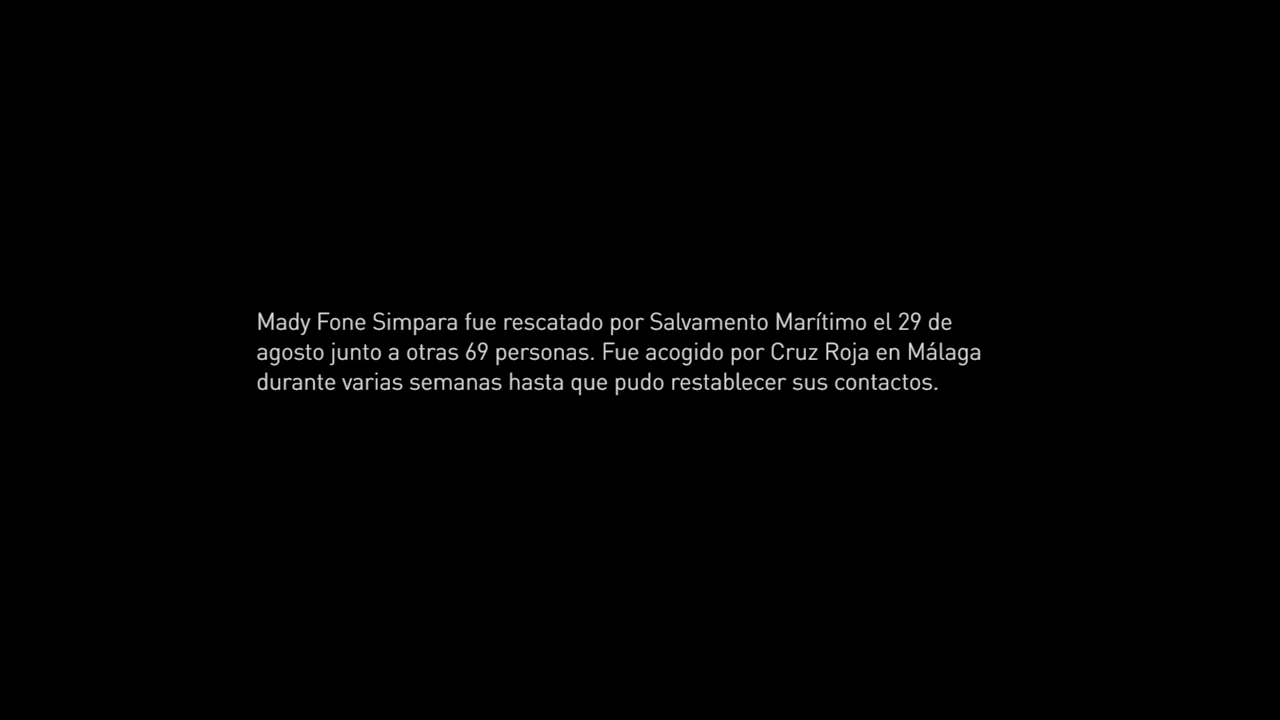 Mady Fone Simpara fue rescatado por Salvamento Marítimo el 29 de
agosto junto a otras 69 personas. Fue acogido por Cruz Roja en Málaga
durante varias semanas hasta que pudo restablecer sus contactos.